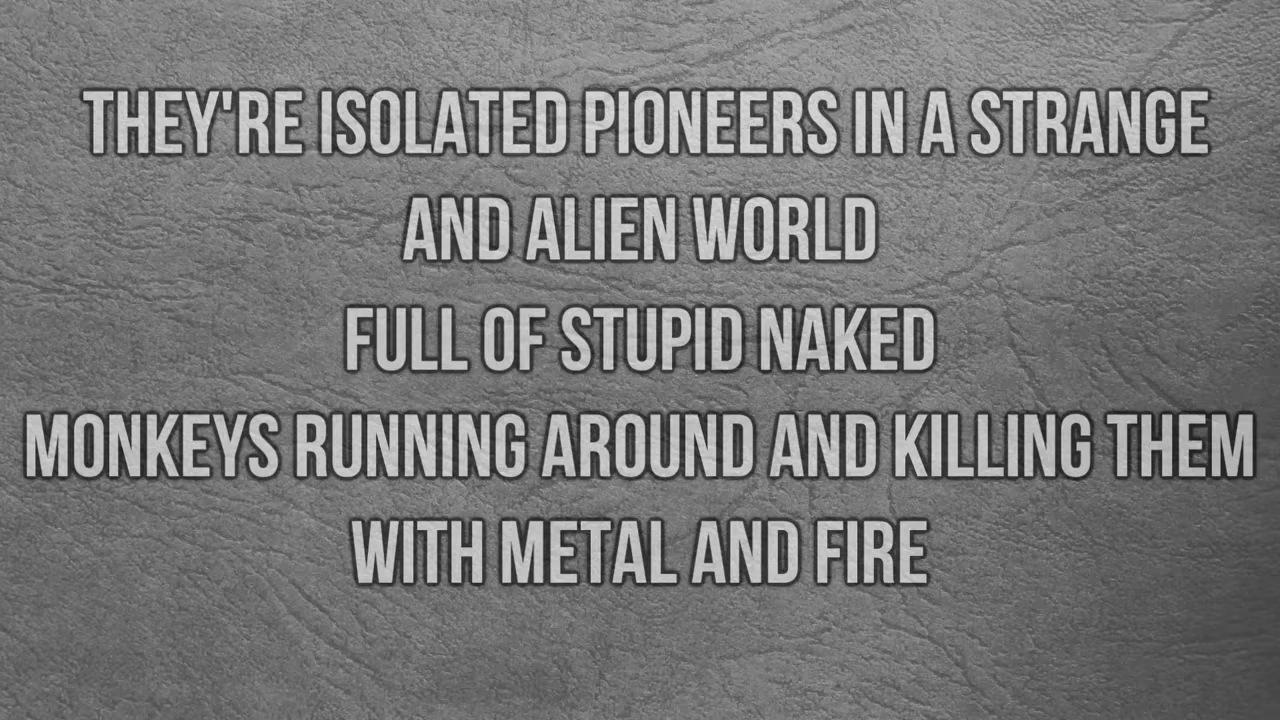 THEY'RE ISOLATED PIONEERS IN A STRANGE
AND ALIEN WORLD
FULL OF STUPID NAKED
MONKEYS RUNNING AROUND AND KILLING THEM
WITH METAL AND FIRE